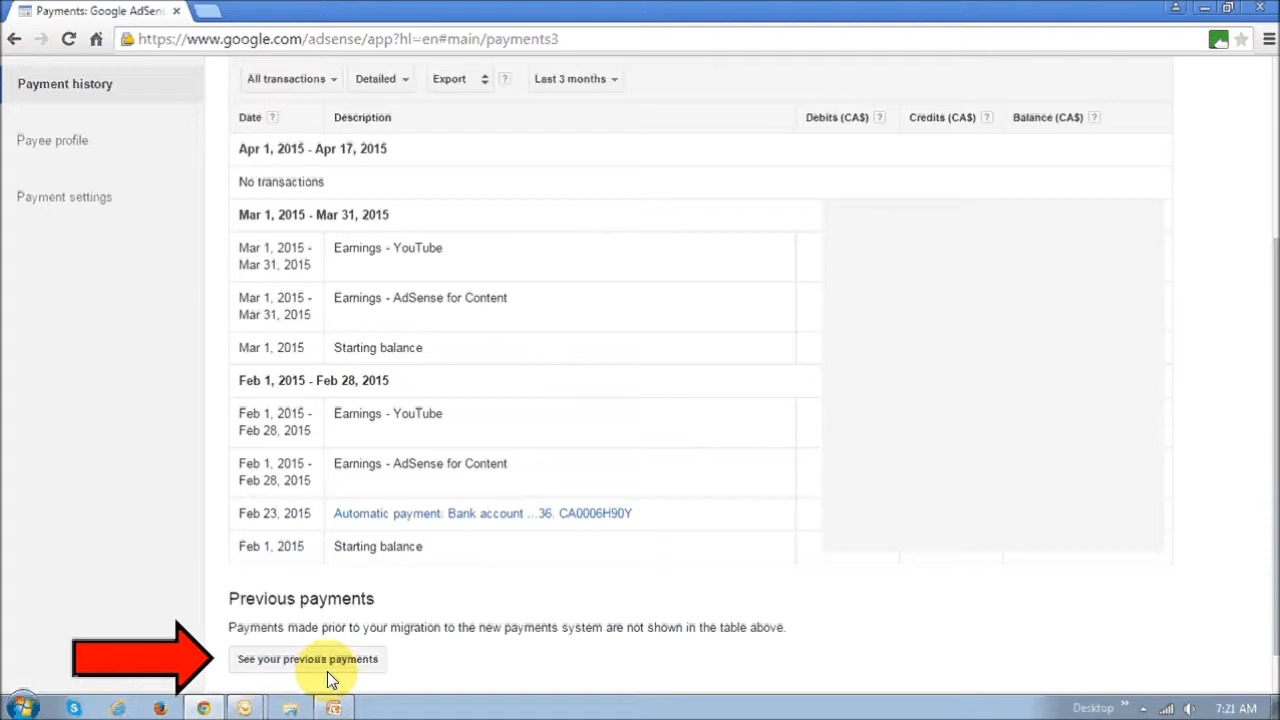 Payments: Google AdSens
https://www.google.com/adsense/app?hl=en#main/payments3
Payment history
Payee profile
Payment settings
All transactions Detailed Export ? Last 3 months
Date ? Description Debits (CA$) ? Credits (CA$) ? Balance (CA$) ?
Apr 1, 2015 - Apr 17, 2015
No transactions
Mar 1, 2015 - Mar 31, 2015
Mar 1, 2015 - Earnings - YouTube
Mar 31, 2015
Mar 1, 2015 - Earnings - AdSense for Content
Mar 31, 2015
Mar 1, 2015 Starting balance
Feb 1, 2015 - Feb 28, 2015
Feb 1, 2015 - Earnings - YouTube
Feb 28, 2015
Feb 1, 2015 - Earnings - AdSense for Content
Feb 28, 2015
Feb 23, 2015 Automatic payment: Bank account ...36. CA0006H90Y
Feb 1, 2015 Starting balance
Previous payments
Payments made prior to your migration to the new payments system are not shown in the table above.
See your previous payments
Desktop » 7:21 AM